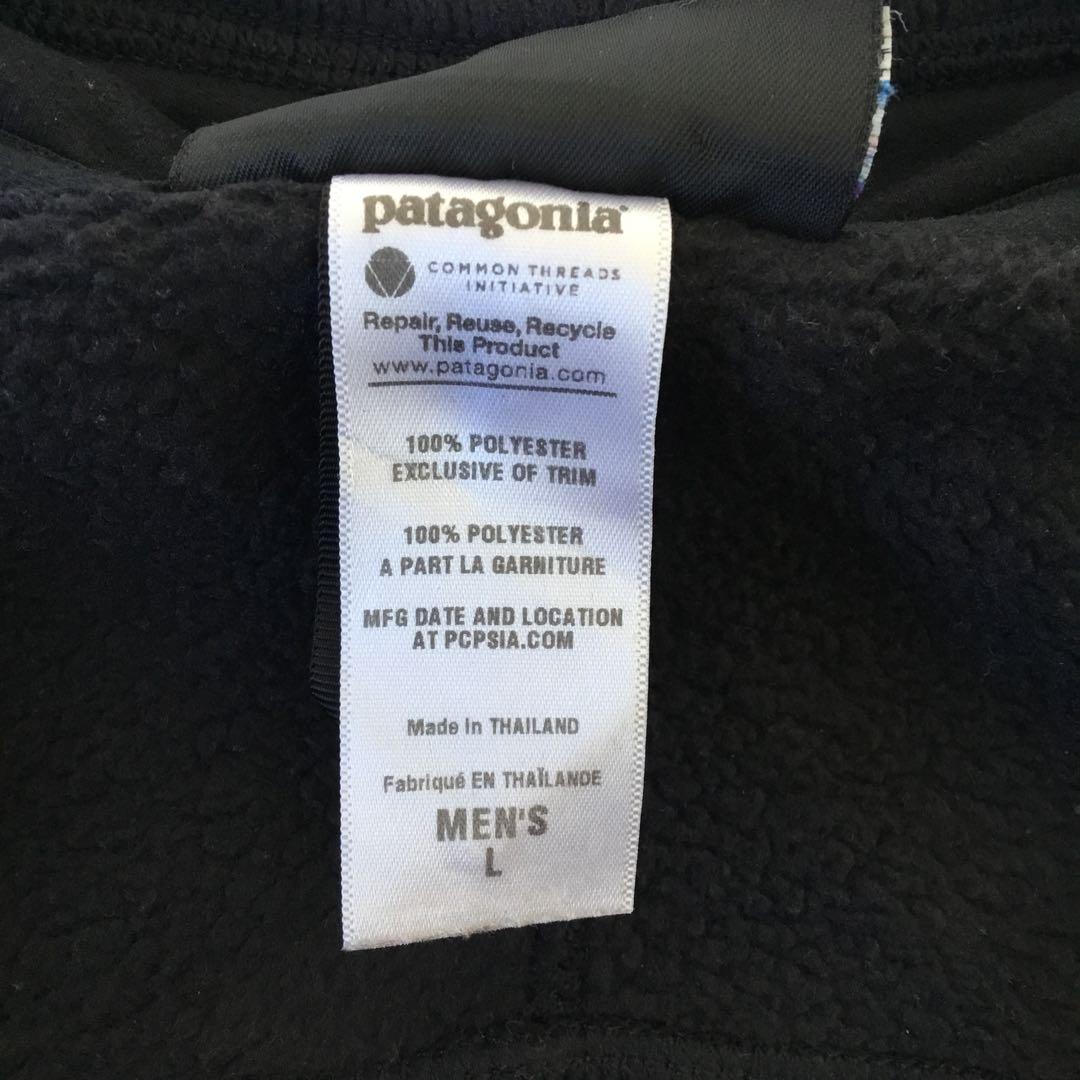 patagonia
COMMON THREADS
INITIATIVE
Repair, Reuse, Recycle
This Product
www.patagonia.com
100% POLYESTER
EXCLUSIVE OF TRIM
100% POLYESTER
A PART LA GARNITURE
MFG DATE AND LOCATION
AT PCPSIA.COM
Made in THAILAND
Fabriqué EN THAÏLANDE
MEN'S
L